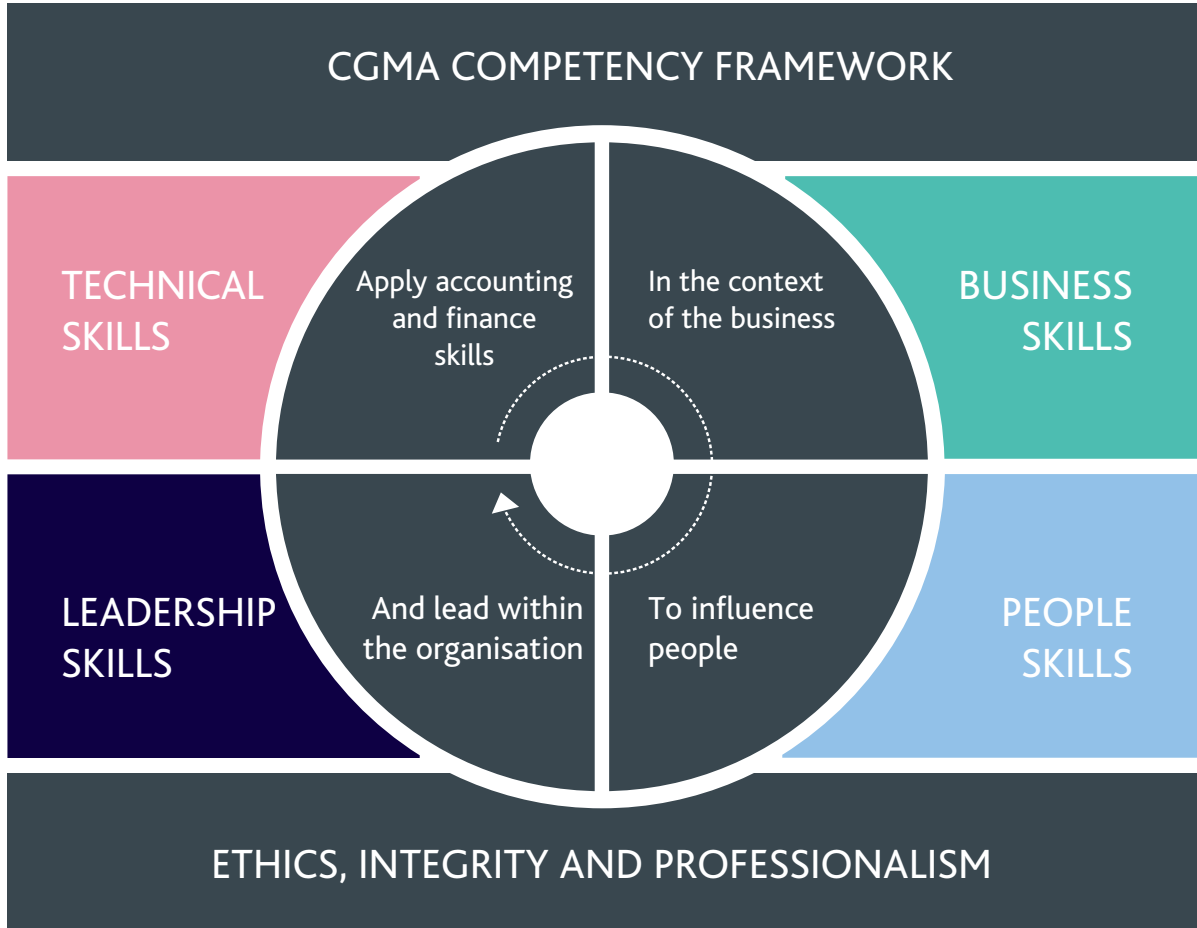 CGMA COMPETENCY FRAMEWORK
TECHNICAL
SKILLS
Apply accounting
and finance
skills
In the context
of the business
BUSINESS
SKILLS
LEADERSHIP
SKILLS
And lead within
the organisation
To influence
people
PEOPLE
SKILLS
ETHICS, INTEGRITY AND PROFESSIONALISM